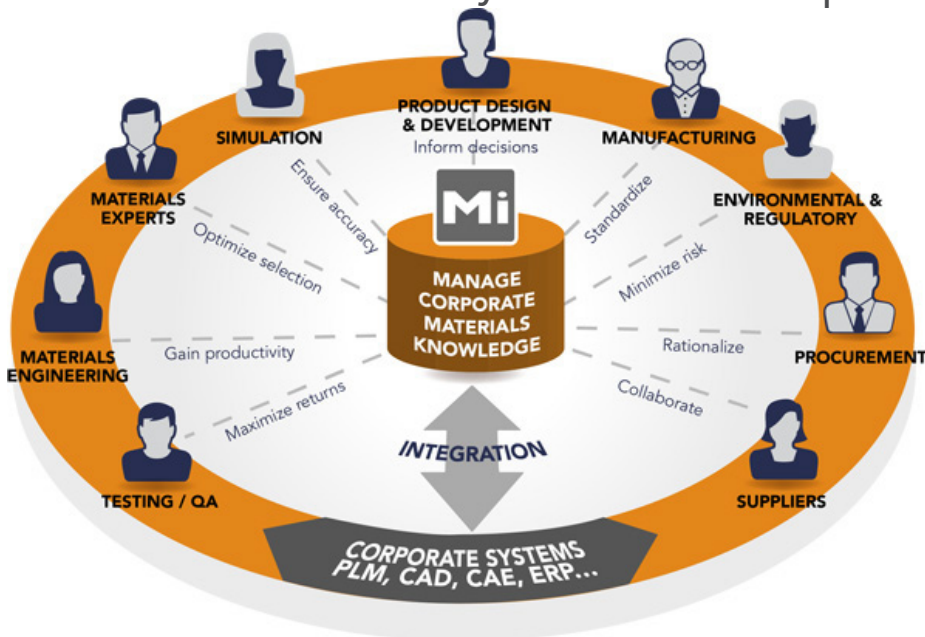 PRODUCT DESIGN
& DEVELOPMENT
Inform decisions
SIMULATION
Ensure accuracy
MANUFACTURING
Standardize
MATERIALS
EXPERTS
Optimize selection
ENVIRONMENTAL &
REGULATORY
Minimize risk
Mi
MANAGE
CORPORATE
MATERIALS
KNOWLEDGE
MATERIALS
ENGINEERING
Gain productivity
Rationalize
PROCUREMENT
Maximize returns
Collaborate
TESTING / QA
SUPPLIERS
INTEGRATION
CORPORATE SYSTEMS
PLM, CAD, CAE, ERP...